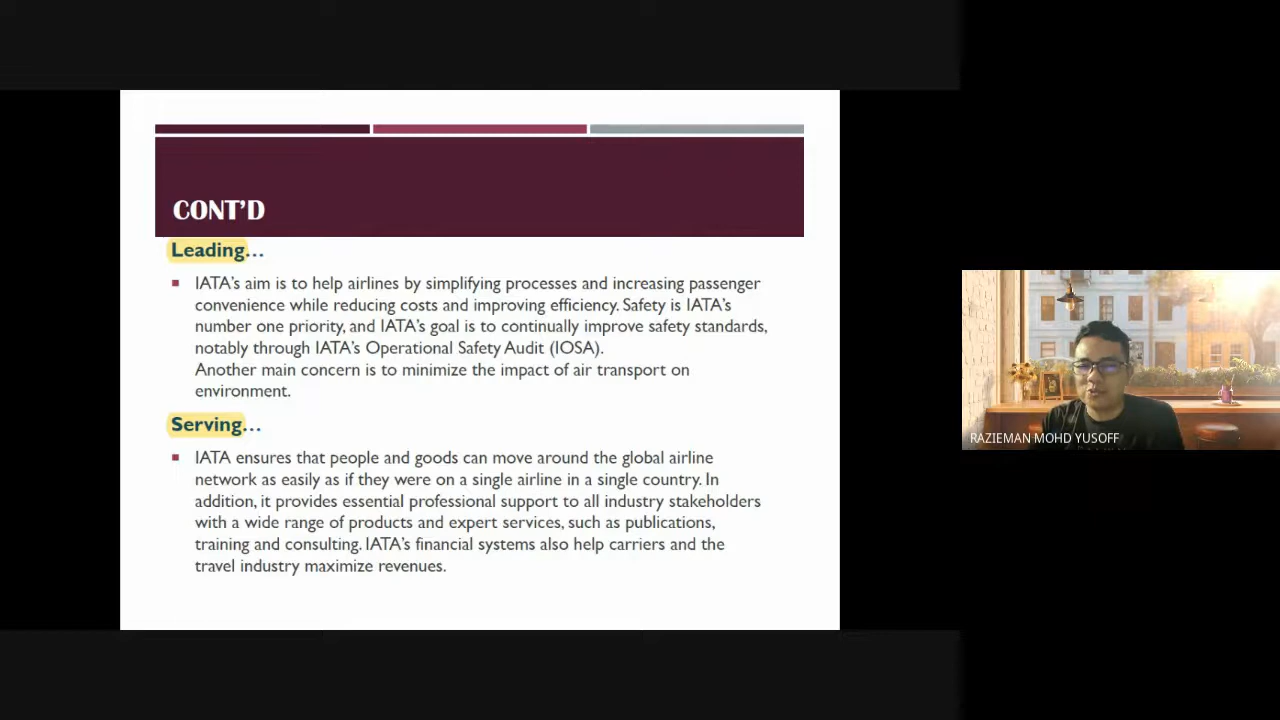 CONT'D
Leading...
IATA's aim is to help airlines by simplifying processes and increasing passenger
convenience while reducing costs and improving efficiency. Safety is IATA's
number one priority, and IATA's goal is to continually improve safety standards,
notably through IATA's Operational Safety Audit (IOSA).
Another main concern is to minimize the impact of air transport on
environment.
Serving...
IATA ensures that people and goods can move around the global airline
network as easily as if they were on a single airline in a single country. In
addition, it provides essential professional support to all industry stakeholders
with a wide range of products and expert services, such as publications,
training and consulting. IATA's financial systems also help carriers and the
travel industry maximize revenues.
RAZIEMAN MOHD YUSOFF